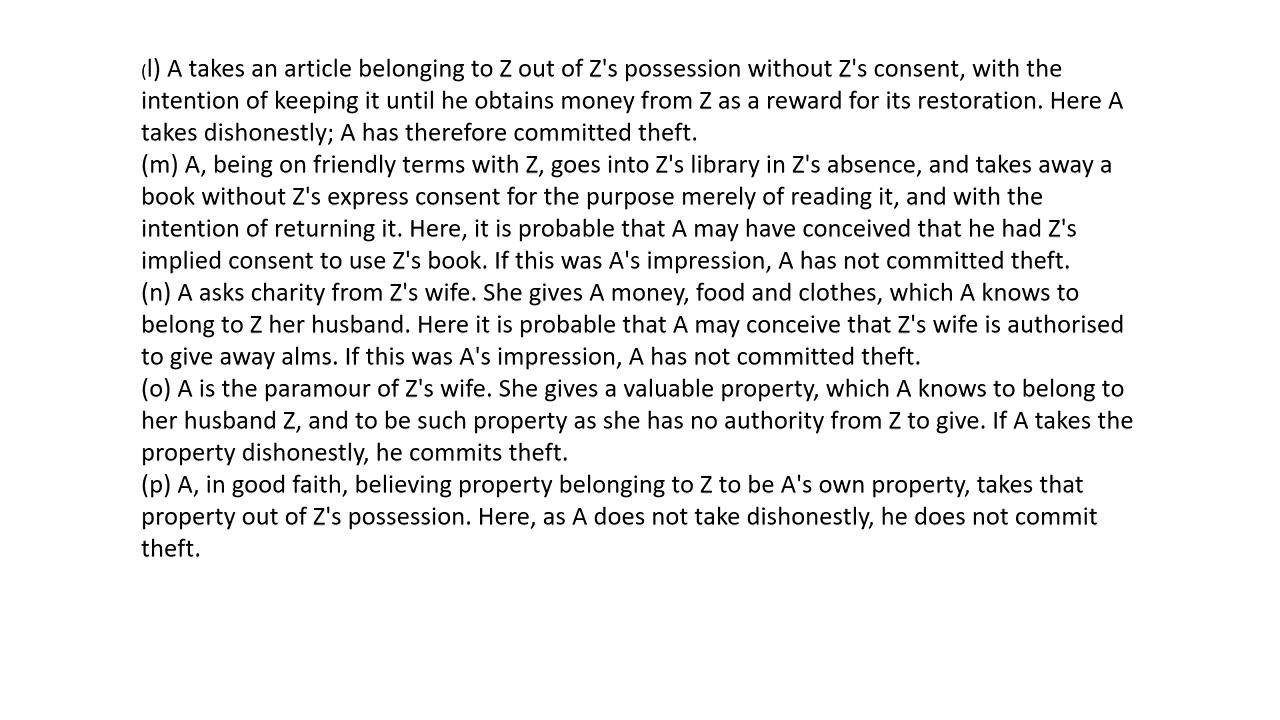 (l) A takes an article belonging to Z out of Z's possession without Z's consent, with the
intention of keeping it until he obtains money from Z as a reward for its restoration. Here A
takes dishonestly; A has therefore committed theft.
(m) A, being on friendly terms with Z, goes into Z's library in Z's absence, and takes away a
book without Z's express consent for the purpose merely of reading it, and with the
intention of returning it. Here, it is probable that A may have conceived that he had Z's
implied consent to use Z's book. If this was A's impression, A has not committed theft.
(n) A asks charity from Z's wife. She gives A money, food and clothes, which A knows to
belong to Z her husband. Here it is probable that A may conceive that Z's wife is authorised
to give away alms. If this was A's impression, A has not committed theft.
(o) A is the paramour of Z's wife. She gives a valuable property, which A knows to belong to
her husband Z, and to be such property as she has no authority from Z to give. If A takes the
property dishonestly, he commits theft.
(p) A, in good faith, believing property belonging to Z to be A's own property, takes that
property out of Z's possession. Here, as A does not take dishonestly, he does not commit
theft.